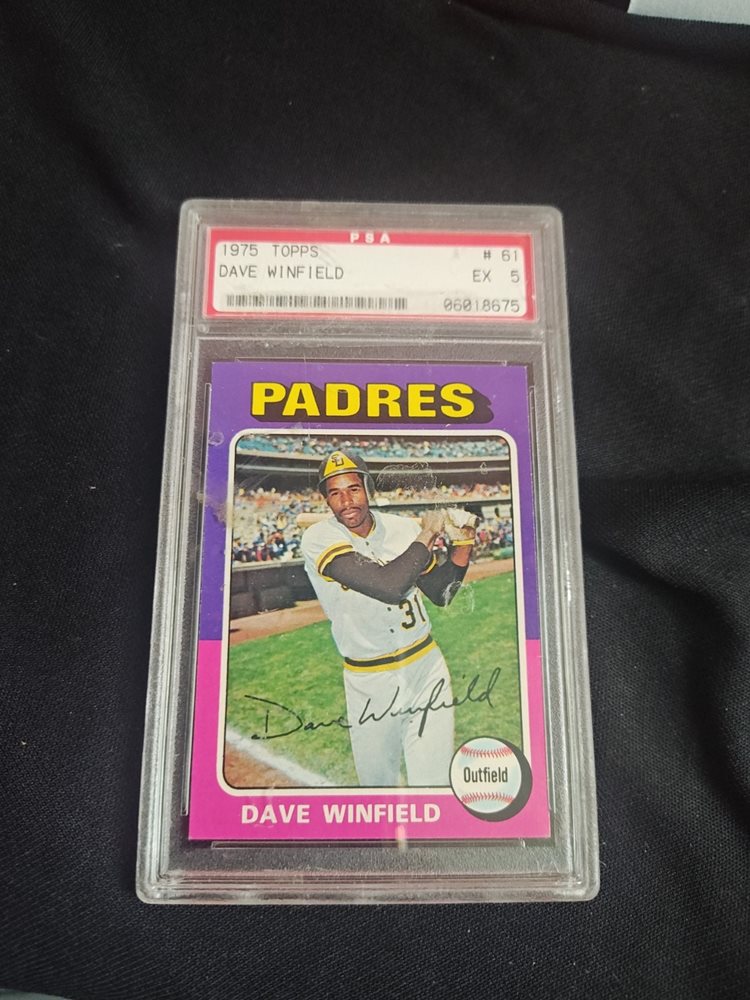 PSA
1975 TOPPS # 61
DAVE WINFIELD EX 5
06018675
PADRES
SD
31
Dave Winfield
Outfield
DAVE WINFIELD